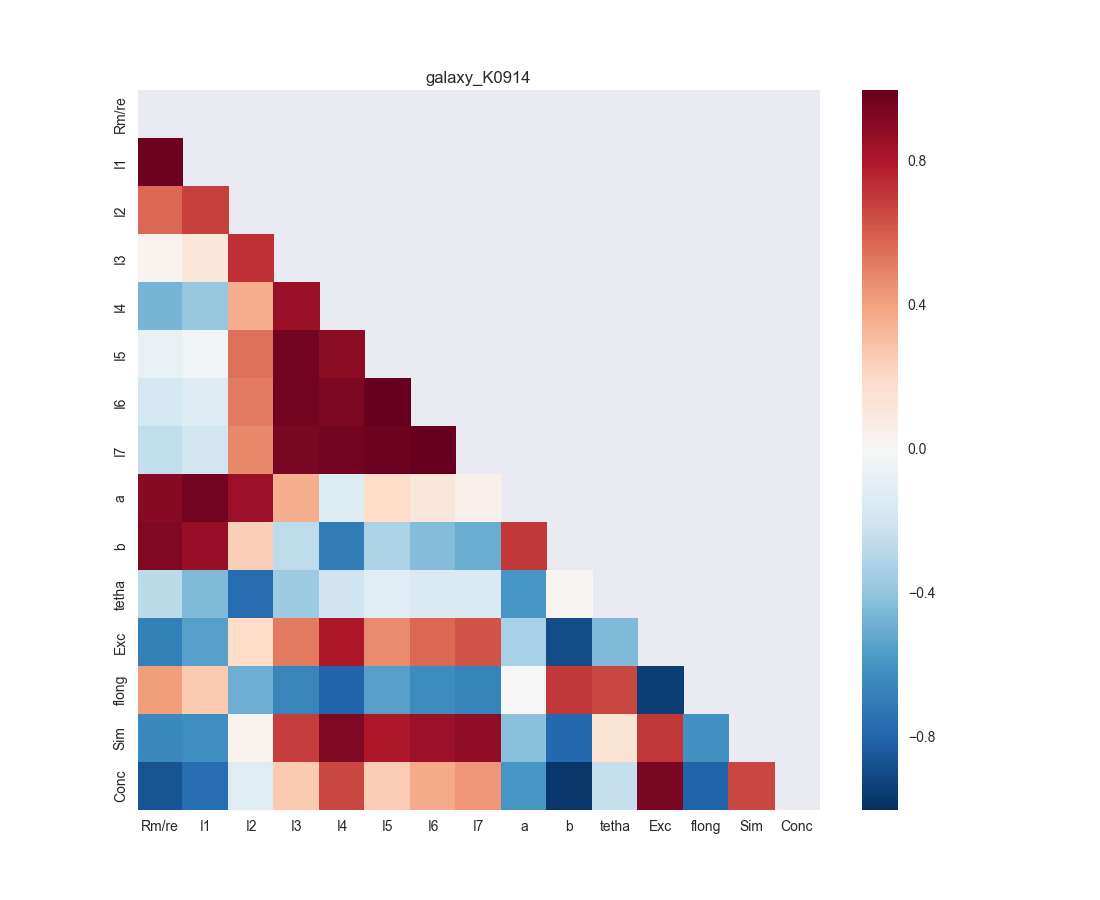 galaxy_K0914
Rm/re
I1
I2
I3
I4
I5
I6
I7
a
b
tetha
Exc
flong
Sim
Conc
Rm/re I1 I2 I3 I4 I5 I6 I7 a b tetha Exc flong Sim Conc
0.8
0.4
0.0
−0.4
−0.8